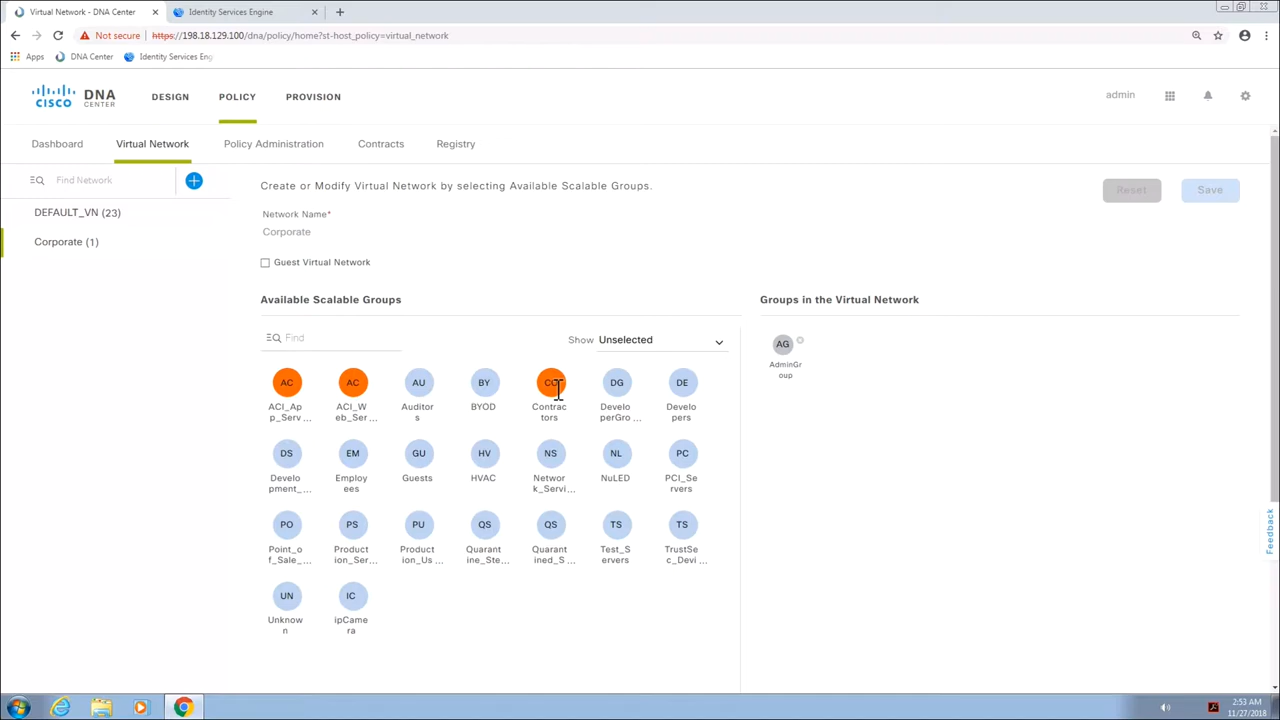 Virtual Network - DNA Center
Identity Services Engine
Not secure https://198.18.129.100/dna/policy/home?st-host_policy=virtual_network
Apps DNA Center Identity Services Eng
CISCO DNA CENTER
DESIGN POLICY PROVISION
admin
Dashboard Virtual Network Policy Administration Contracts Registry
Find Network
DEFAULT_VN (23)
Corporate (1)
Create or Modify Virtual Network by selecting Available Scalable Groups.
Reset Save
Network Name*
Corporate
Guest Virtual Network
Available Scalable Groups
Find
Show Unselected
AC AC AU BY CO DG DE
ACI_Ap ACI_W Auditor BYOD Contrac Develo Develo
p_Serv... eb_Ser... s tors perGro... pers
DS EM GU HV NS NL PC
Develo Employ Guests HVAC Networ NuLED PCI_Se
pment_... ees k_Servi... rvers
PO PS PU QS QS TS TS
Point_o Product Product Quarant Quarant Test_S TrustSe
f_Sale_... ion_Ser... ion_Us... ine_Ste... ined_S... ervers c_Devi...
UN IC
Unknow ipCame
n ra
Groups in the Virtual Network
AG
AdminGr
oup
Feedback
2:53 AM
11/27/2018